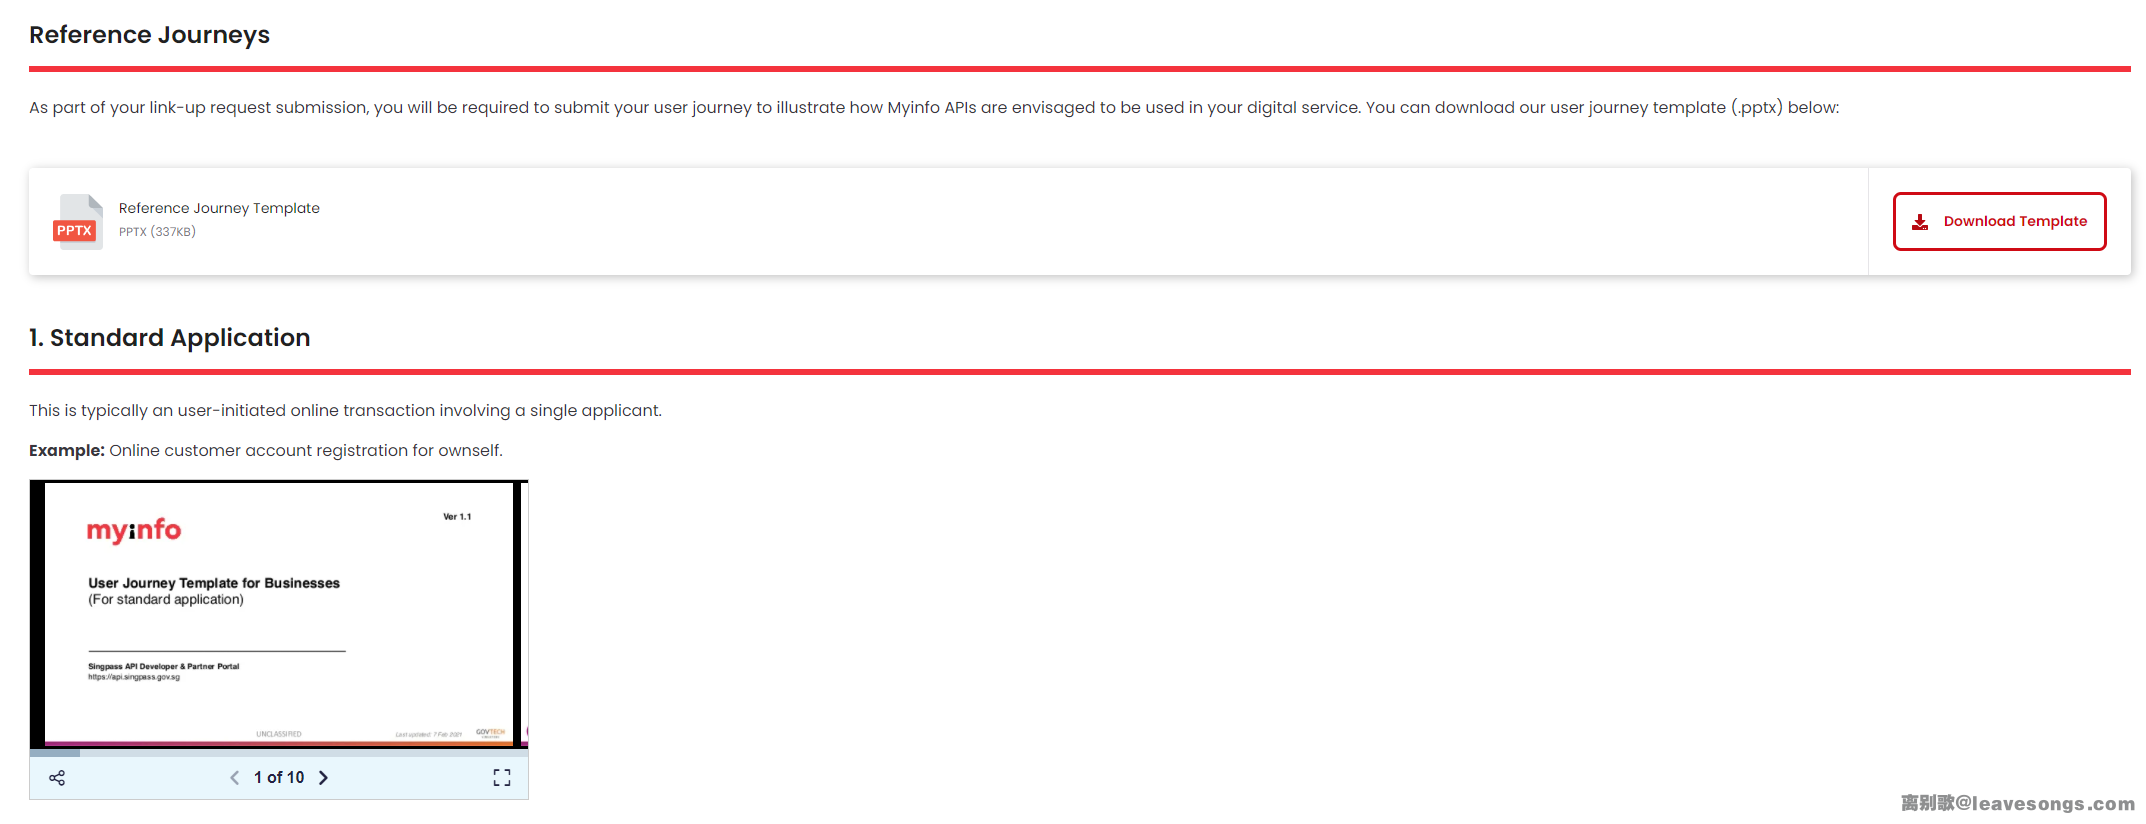 Reference Journeys
As part of your link-up request submission, you will be required to submit your user journey to illustrate how Myinfo APIs are envisaged to be used in your digital service. You can download our user journey template (.pptx) below:
PPTX
Reference Journey Template
PPTX (337KB)
Download Template
1. Standard Application
This is typically an user-initiated online transaction involving a single applicant.
Example: Online customer account registration for ownself.
Ver 1.1
myinfo
User Journey Template for Businesses
(For standard application)
Singpass API Developer & Partner Portal
https://api.singpass.gov.sg
UNCLASSIFIED
Last updated: 7 Feb 2021
GOVTECH
1 of 10
离别歌@leavesongs.com